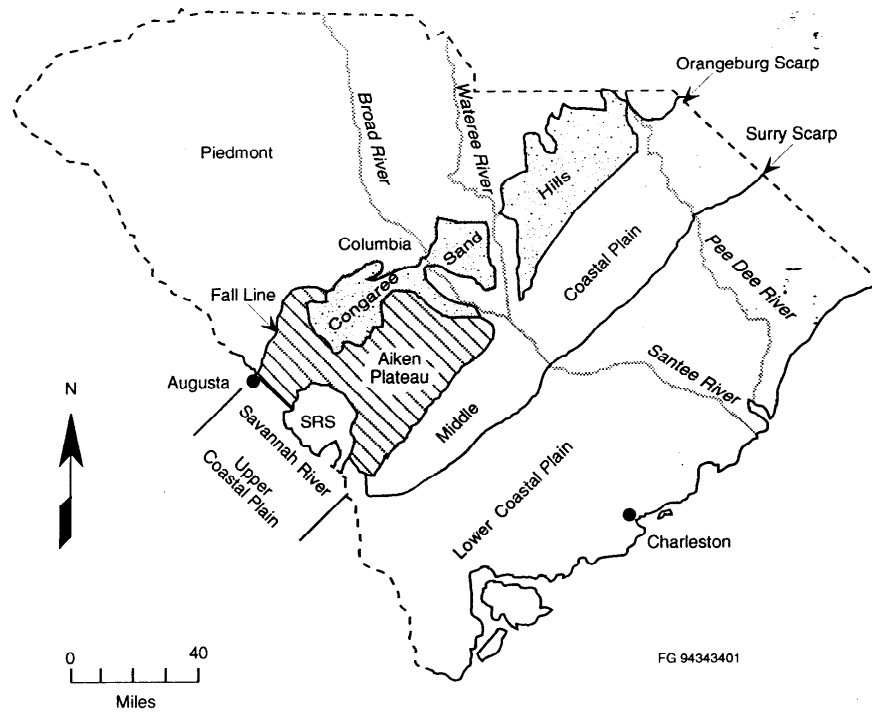 Orangeburg Scarp
Surry Scarp
Broad River
Wateree River
Piedmont
Hills
Columbia
Sand
Coastal Plain
Pee Dee River
Congaree
Fall Line
Aiken
Plateau
Santee River
Augusta
N
SRS
Middle
Savannah River
Upper
Coastal Plain
Lower Coastal Plain
Charleston
0 40
Miles
FG 94343401